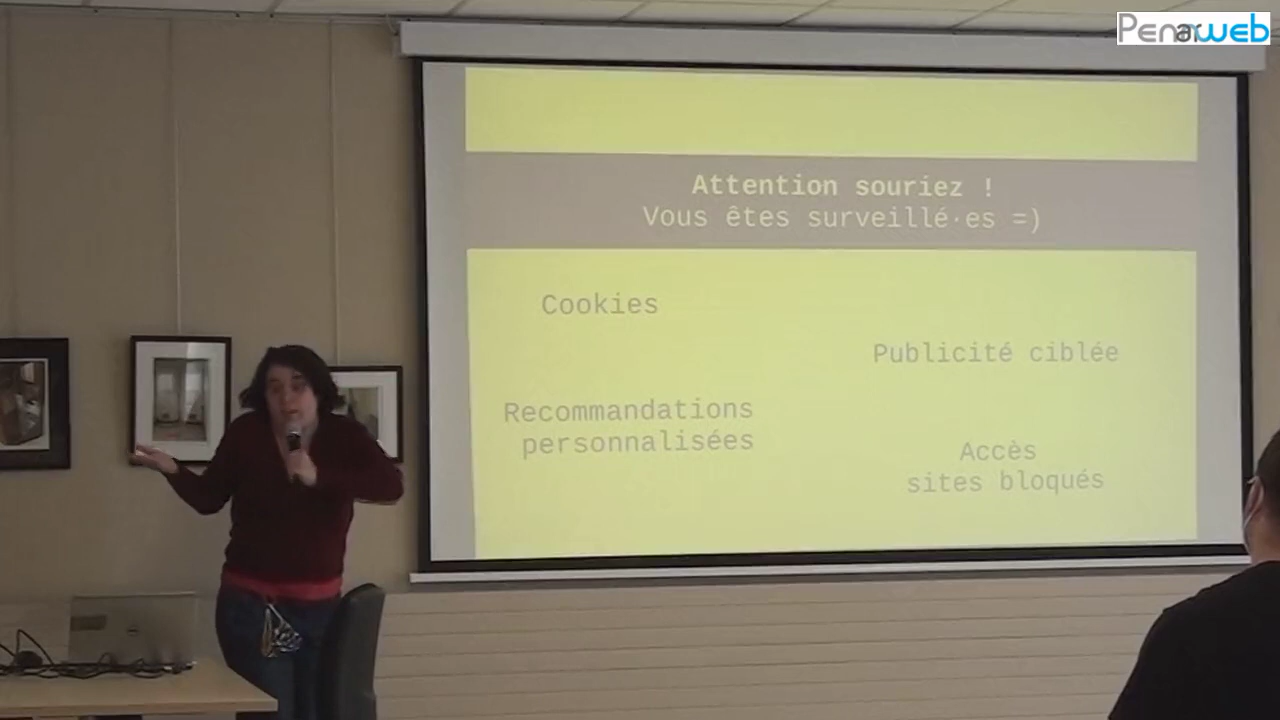 Penarweb
Attention souriez !
Vous êtes surveillé·es =)
Cookies
Publicité ciblée
Recommandations
personnalisées
Accès
sites bloqués